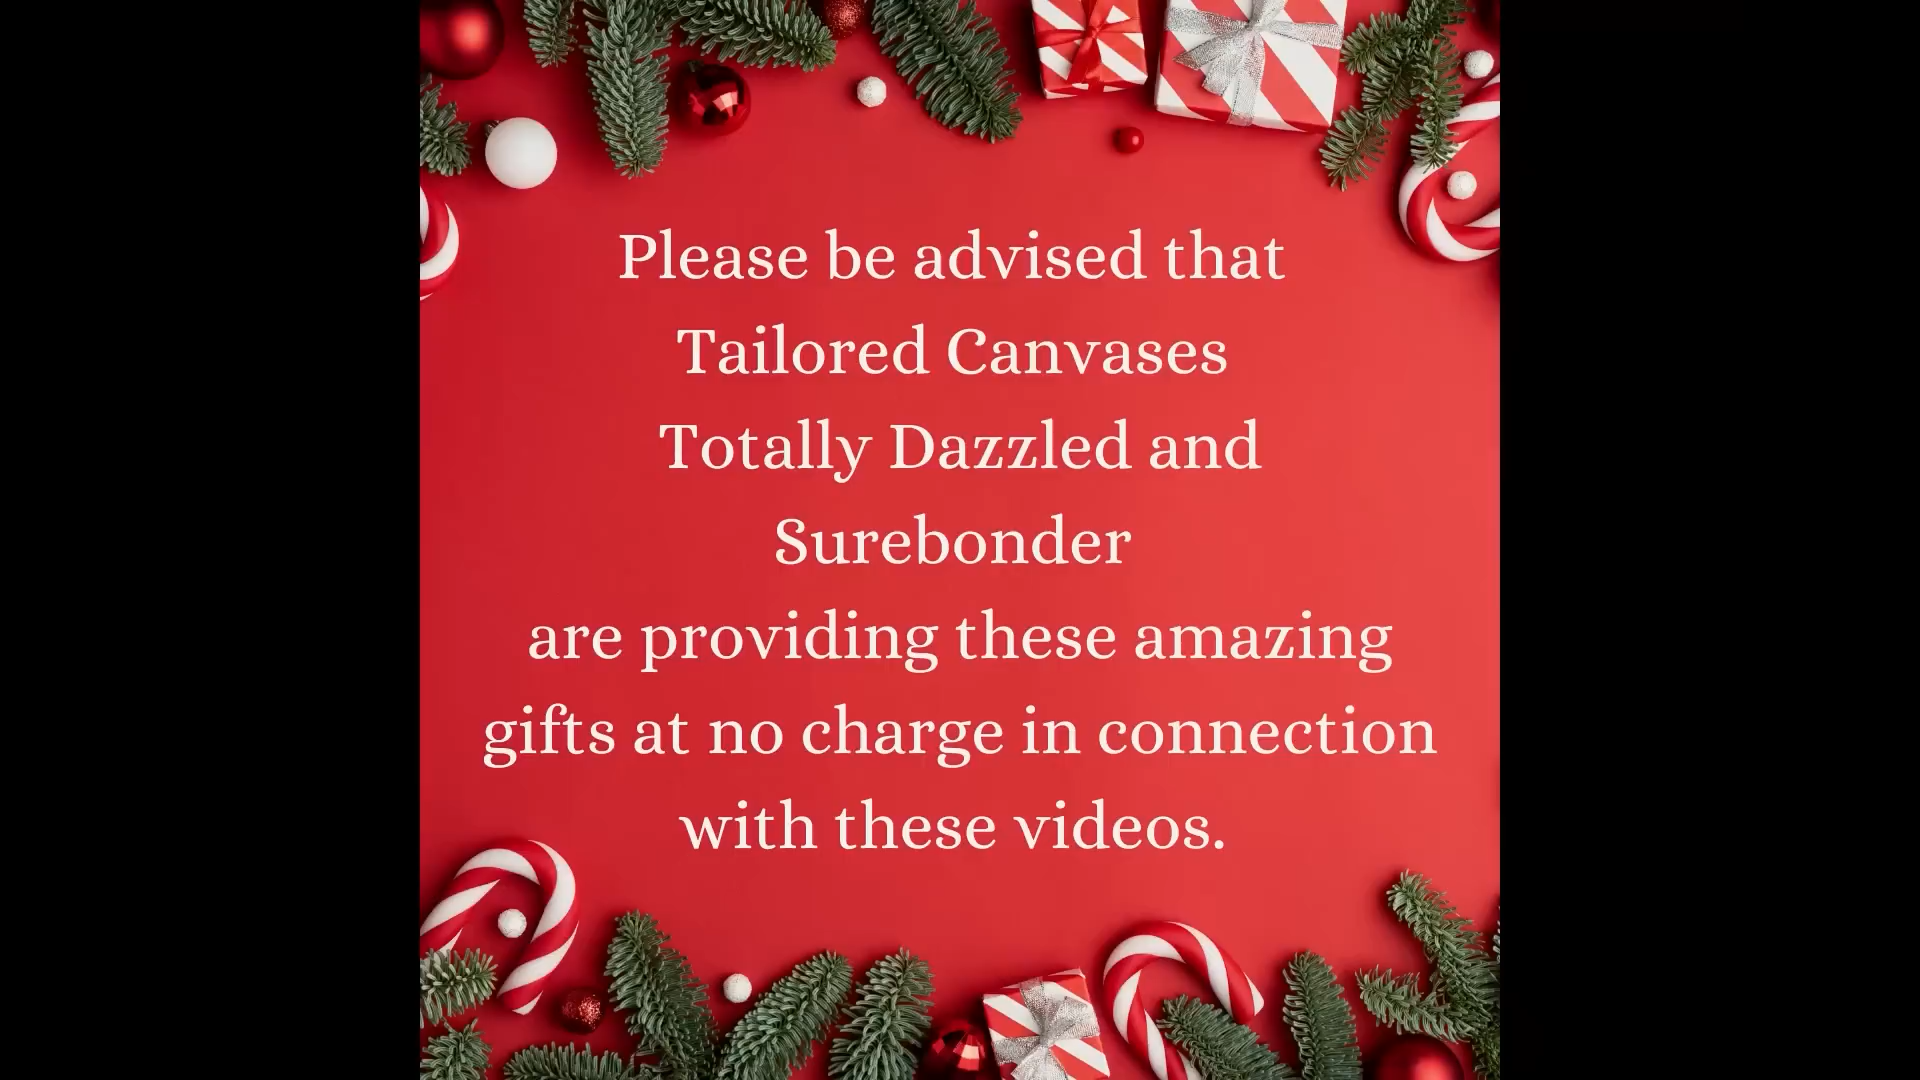 Please be advised that
Tailored Canvases
Totally Dazzled and
Surebonder
are providing these amazing
gifts at no charge in connection
with these videos.